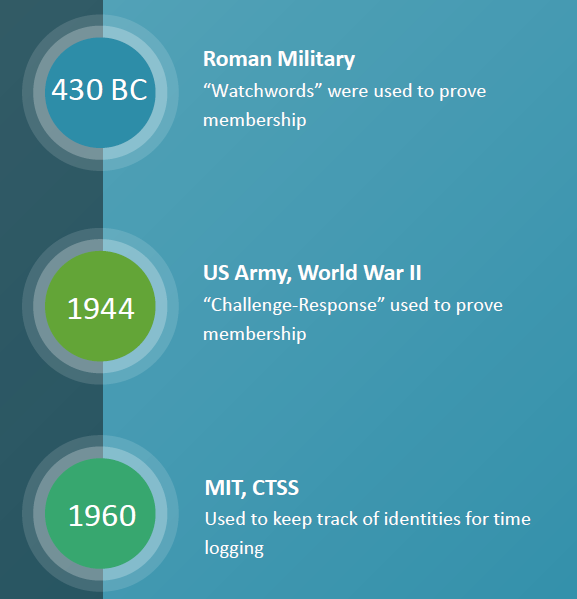 430 BC
Roman Military
“Watchwords” were used to prove
membership
1944
US Army, World War II
“Challenge-Response” used to prove
membership
1960
MIT, CTSS
Used to keep track of identities for time
logging